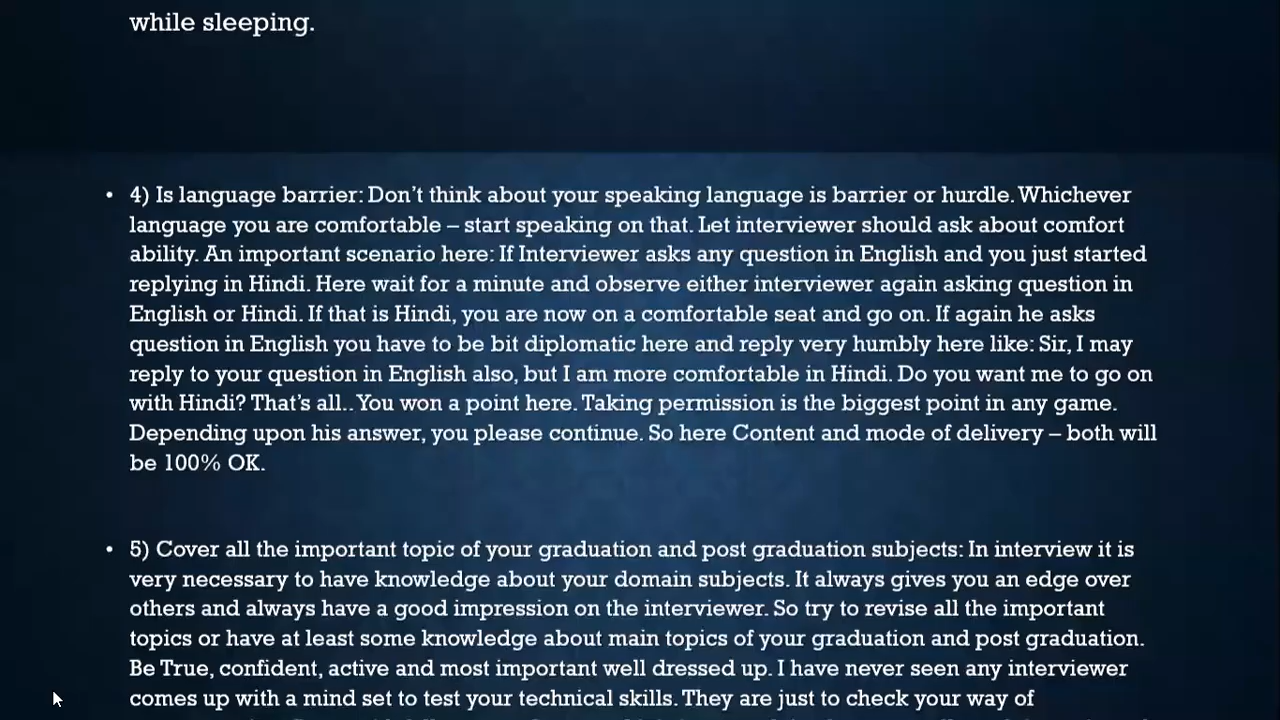 while sleeping.
• 4) Is language barrier: Don’t think about your speaking language is barrier or hurdle. Whichever
language you are comfortable – start speaking on that. Let interviewer should ask about comfort
ability. An important scenario here: If Interviewer asks any question in English and you just started
replying in Hindi. Here wait for a minute and observe either interviewer again asking question in
English or Hindi. If that is Hindi, you are now on a comfortable seat and go on. If again he asks
question in English you have to be bit diplomatic here and reply very humbly here like: Sir, I may
reply to your question in English also, but I am more comfortable in Hindi. Do you want me to go on
with Hindi? That’s all.. You won a point here. Taking permission is the biggest point in any game.
Depending upon his answer, you please continue. So here Content and mode of delivery – both will
be 100% OK.
• 5) Cover all the important topic of your graduation and post graduation subjects: In interview it is
very necessary to have knowledge about your domain subjects. It always gives you an edge over
others and always have a good impression on the interviewer. So try to revise all the important
topics or have at least some knowledge about main topics of your graduation and post graduation.
Be True, confident, active and most important well dressed up. I have never seen any interviewer
comes up with a mind set to test your technical skills. They are just to check your way of